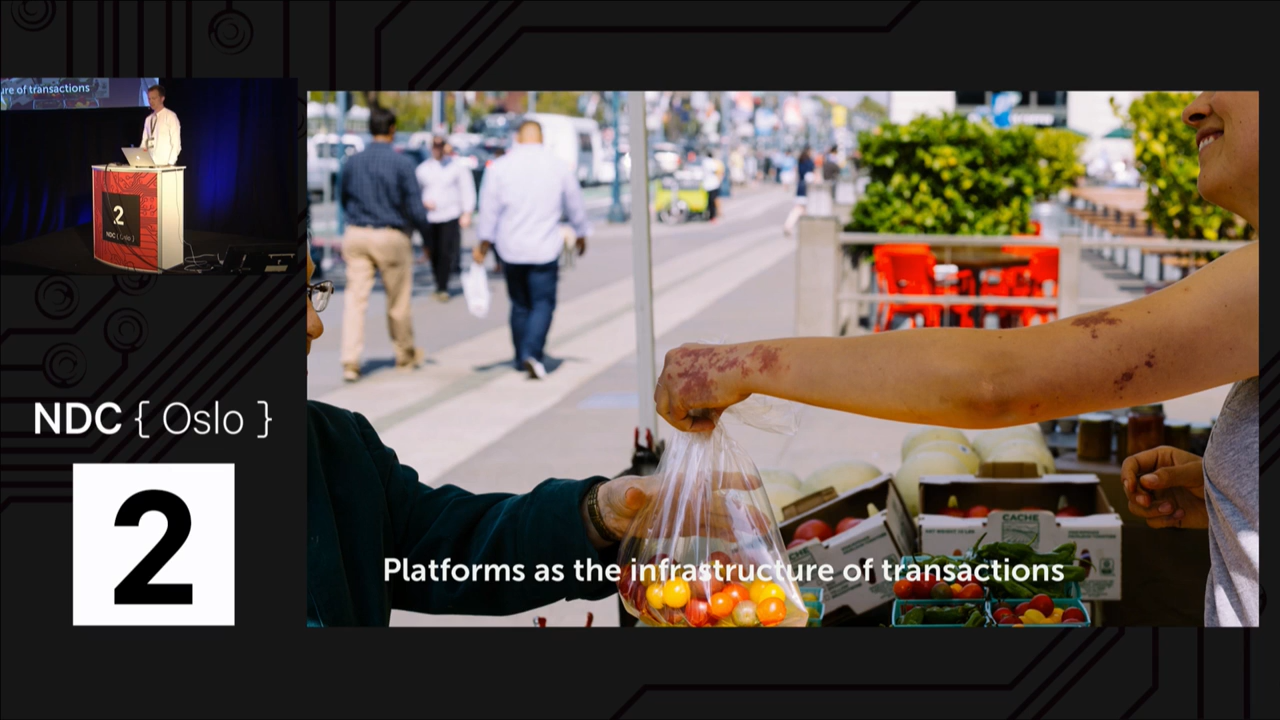 ure of transactions
2
NDC { Oslo }
NDC { Oslo }
2
Platforms as the infrastructure of transactions
CACHE